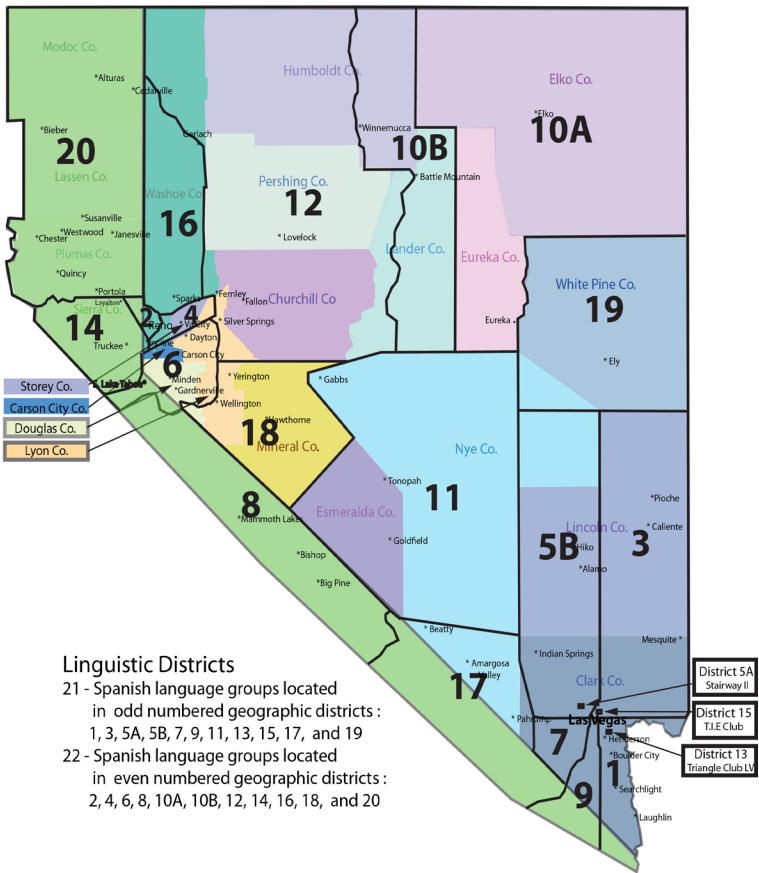 Modoc Co.
*Alturas
*Cedarville
Humboldt Co.
Elko Co.
*Elko
10A
*Bieber
20
Lassen Co.
Gerlach
*Winnemucca
10B
Washoe Co.
16
Pershing Co.
12
* Battle Mountain
*Susanville
*Westwood
*Janesville
*Chester
Plumas Co.
*Quincy
* Lovelock
Lander Co.
Eureka Co.
White Pine Co.
19
*Portola
Loyalton*
Sierra Co.
14
Truckee*
*Sparks
*Fernley
*Fallon
Churchill Co
2
Reno
4
* Silver Springs
* Dayton
Carson City
6
Eureka*
* Ely
Storey Co.
Carson City Co.
Douglas Co.
Lyon Co.
S. Lake Tahoe*
*Minden
*Gardnerville
* Wellington
* Yerington
* Gabbs
*Hawthorne
18
Mineral Co.
Nye Co.
8
*Mammoth Lakes
* Tonopah
11
Esmeralda Co.
* Goldfield
*Bishop
*Big Pine
*Pioche
Lincoln Co.
* Caliente
5B
*Hiko
3
*Alamo
* Beatty
Mesquite *
* Indian Springs
* Amargosa
Valley
17
Clark Co.
District 5A
Stairway II
* Pahrump
Las Vegas
District 15
T.I.E Club
7
* Henderson
*Boulder City
1
District 13
Triangle Club LV
9
*Searchlight
*Laughlin
Linguistic Districts
21 - Spanish language groups located
in odd numbered geographic districts :
1, 3, 5A, 5B, 7, 9, 11, 13, 15, 17, and 19
22 - Spanish language groups located
in even numbered geographic districts :
2, 4, 6, 8, 10A, 10B, 12, 14, 16, 18, and 20